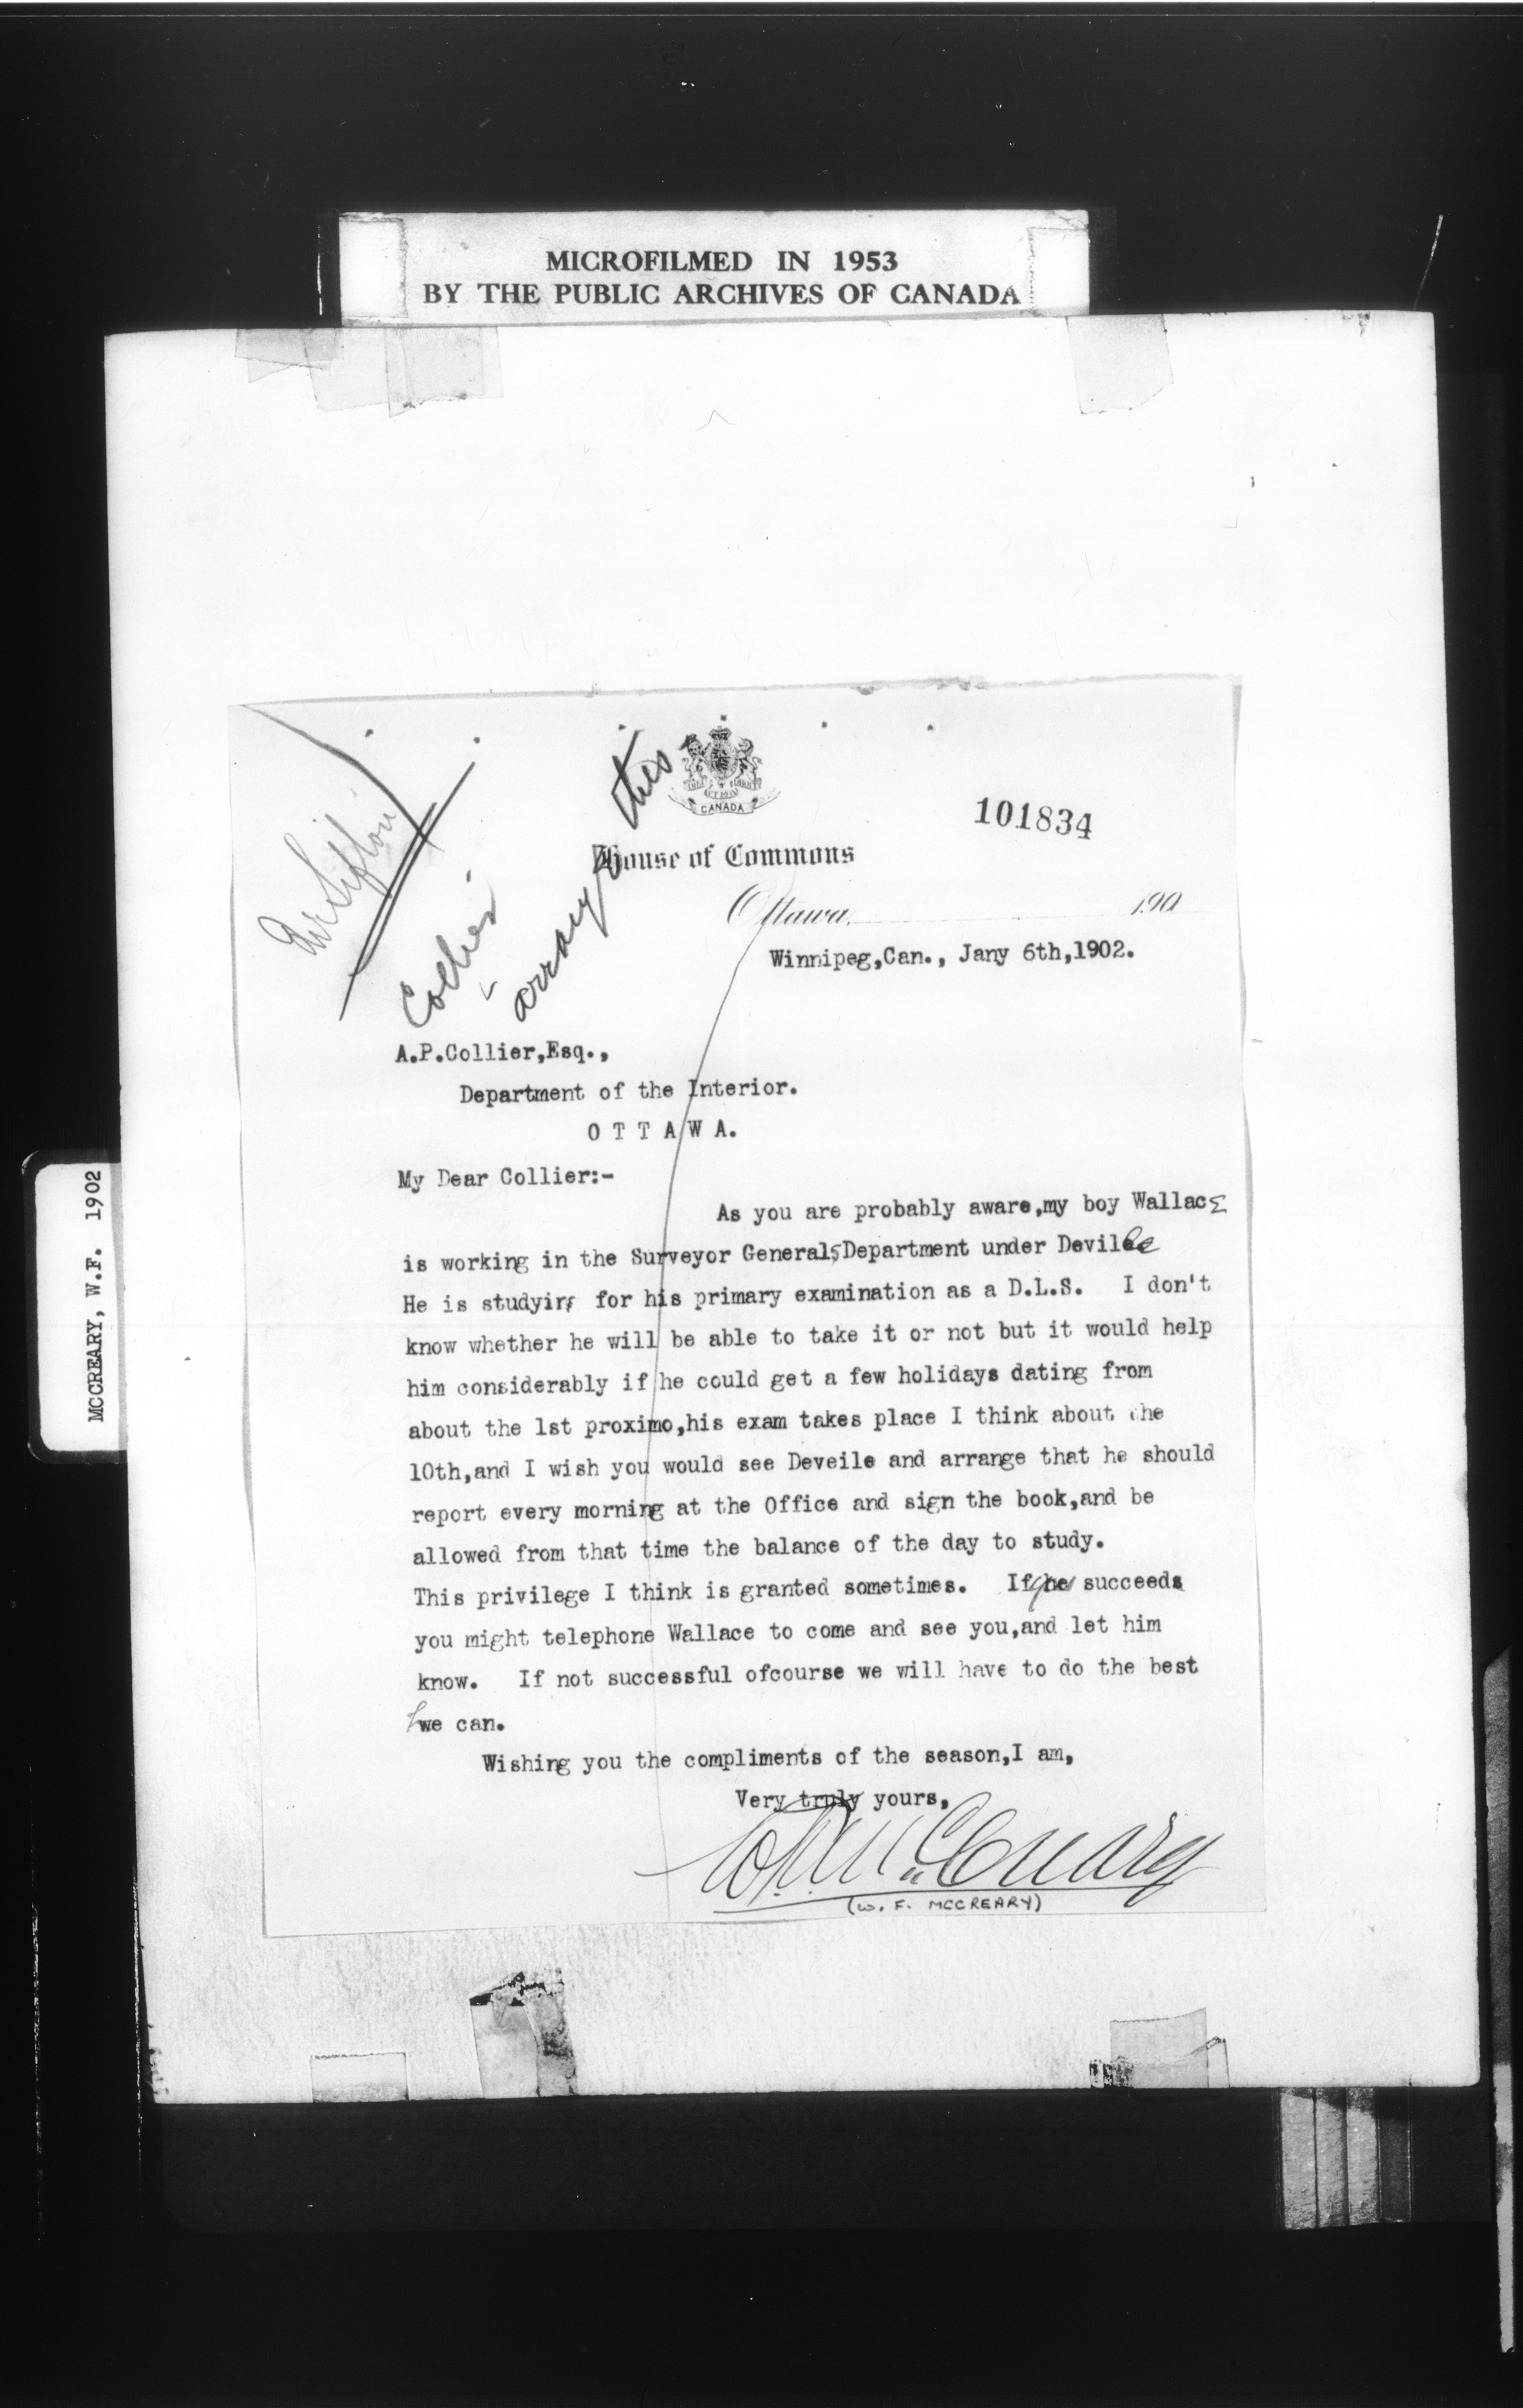 MICROFILMED IN 1953
BY THE PUBLIC ARCHIVES OF CANADA
MCCREARY, W.F. 1902
CANADA
101834
House of Commons
Ottawa, 190
Mr Sifton
Collier
array this
Winnipeg,Can., Jany 6th,1902.
A.P.Collier,Esq.,
Department of the Interior.
O T T A W A.
My Dear Collier:-
As you are probably aware,my boy Wallace
is working in the Surveyor Generals Department under Devile
He is studying for his primary examination as a D.L.S. I don't
know whether he will be able to take it or not but it would help
him considerably if he could get a few holidays dating from
about the 1st proximo,his exam takes place I think about the
10th,and I wish you would see Deveile and arrange that he should
report every morning at the Office and sign the book,and be
allowed from that time the balance of the day to study.
This privilege I think is granted sometimes. If you succeeds
you might telephone Wallace to come and see you,and let him
know. If not successful ofcourse we will have to do the best
we can.
Wishing you the compliments of the season,I am,
Very truly yours,
W.F. McCreary
(W. F. MCCREARY)